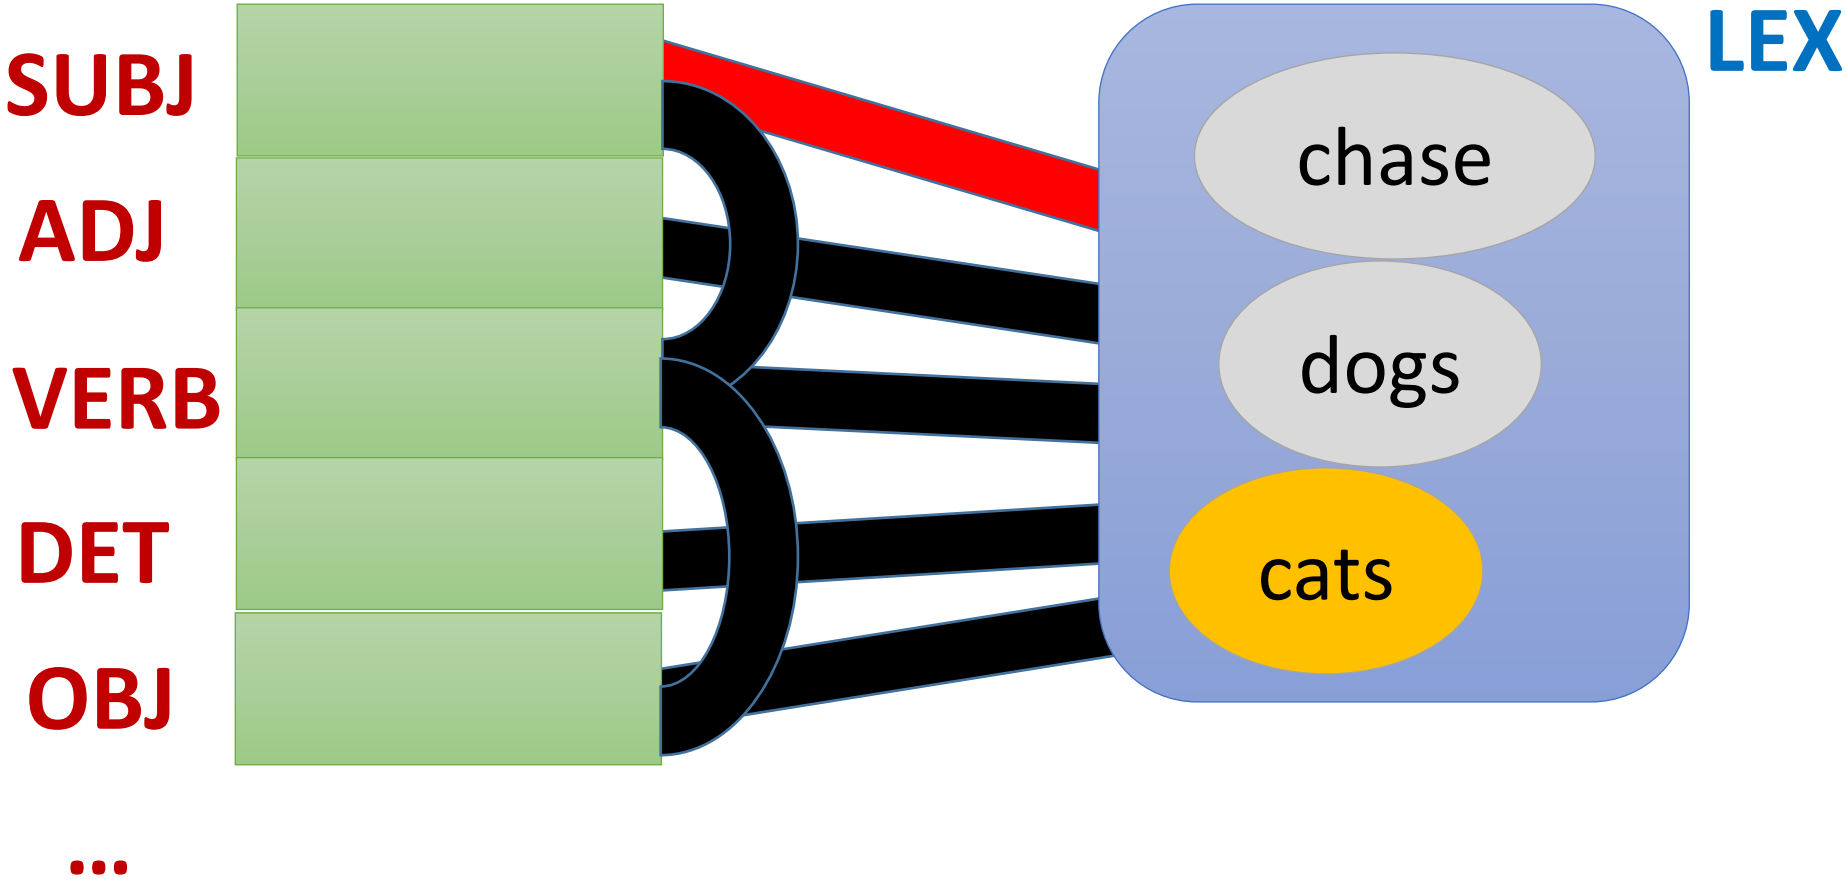 SUBJ
ADJ
VERB
DET
OBJ
...
LEX
chase
dogs
cats